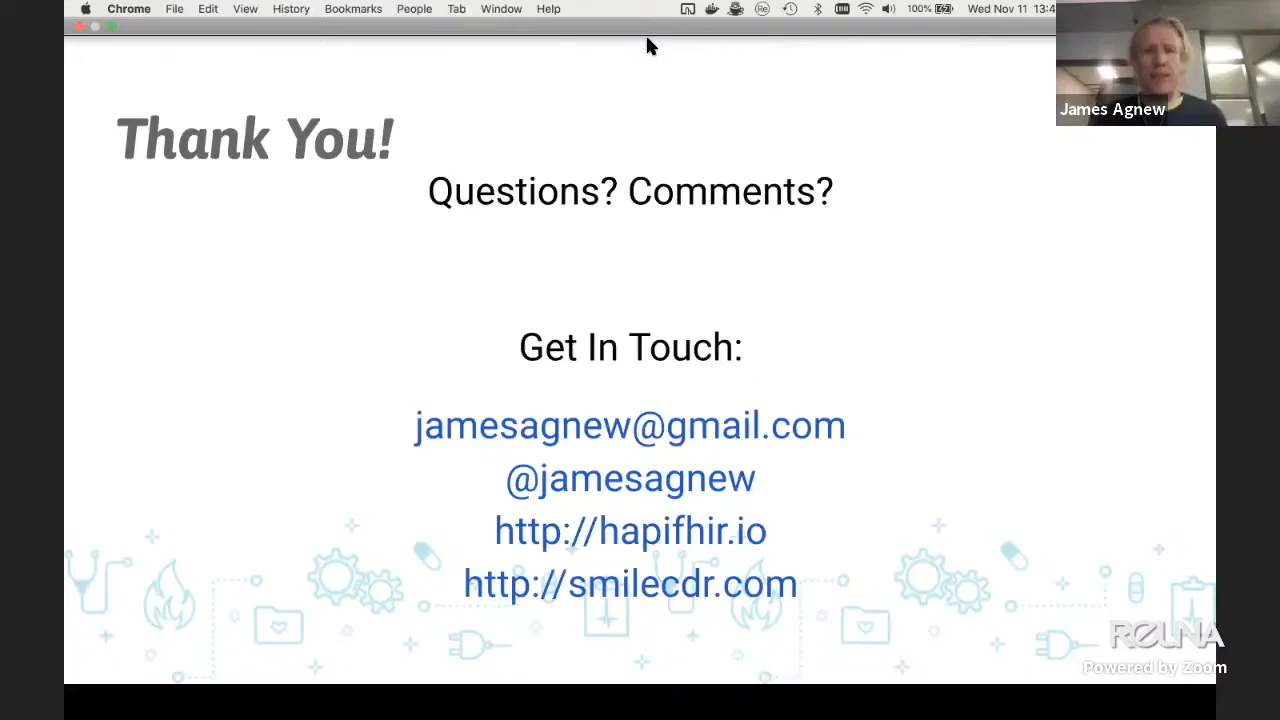 Chrome File Edit View History Bookmarks People Tab Window Help 100% Wed Nov 11 13:4
James Agnew
Thank You!
Questions? Comments?
Get In Touch:
jamesagnew@gmail.com
@jamesagnew
http://hapifhir.io
http://smilecdr.com
REUNA
Powered by Zoom